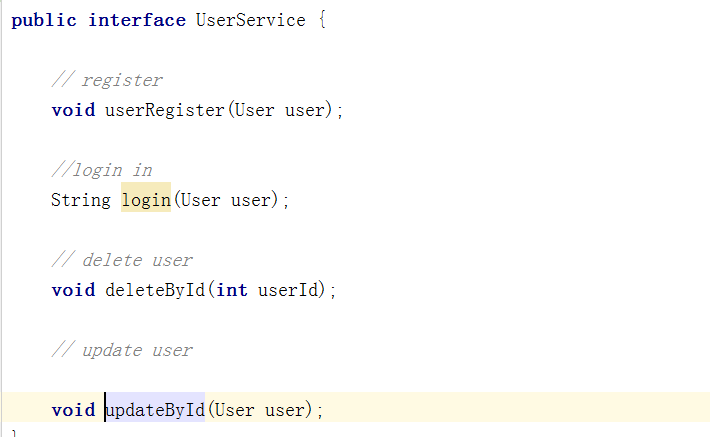 public interface UserService {
// register
void userRegister(User user);
//login in
String login(User user);
// delete user
void deleteById(int userId);
// update user
void updateById(User user);